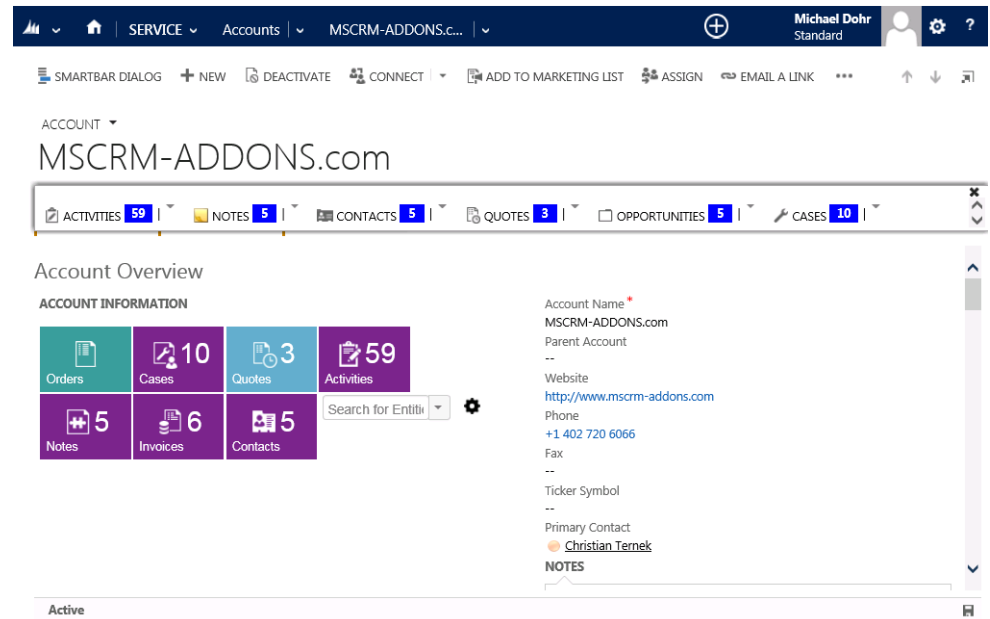 SERVICE Accounts MSCRM-ADDONS.c... Michael Dohr
Standard ?
SMARTBAR DIALOG NEW DEACTIVATE CONNECT ADD TO MARKETING LIST ASSIGN EMAIL A LINK ...
ACCOUNT
MSCRM-ADDONS.com
ACTIVITIES 59 | NOTES 5 | CONTACTS 5 | QUOTES 3 | OPPORTUNITIES 5 | CASES 10 |
Account Overview
ACCOUNT INFORMATION
Orders
10
Cases
3
Quotes
59
Activities
5
Notes
6
Invoices
5
Contacts
Search for Entiti
Account Name *
MSCRM-ADDONS.com
Parent Account
--
Website
http://www.mscrm-addons.com
Phone
+1 402 720 6066
Fax
--
Ticker Symbol
--
Primary Contact
Christian Ternek
NOTES
Active